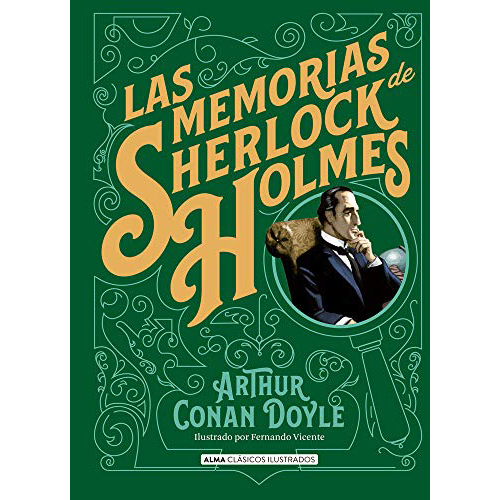 LAS
MEMORIAS de
SHERLOCK
HOLMES
ARTHUR
CONAN DOYLE
Ilustrado por Fernando Vicente
ALMA CLÁSICOS ILUSTRADOS